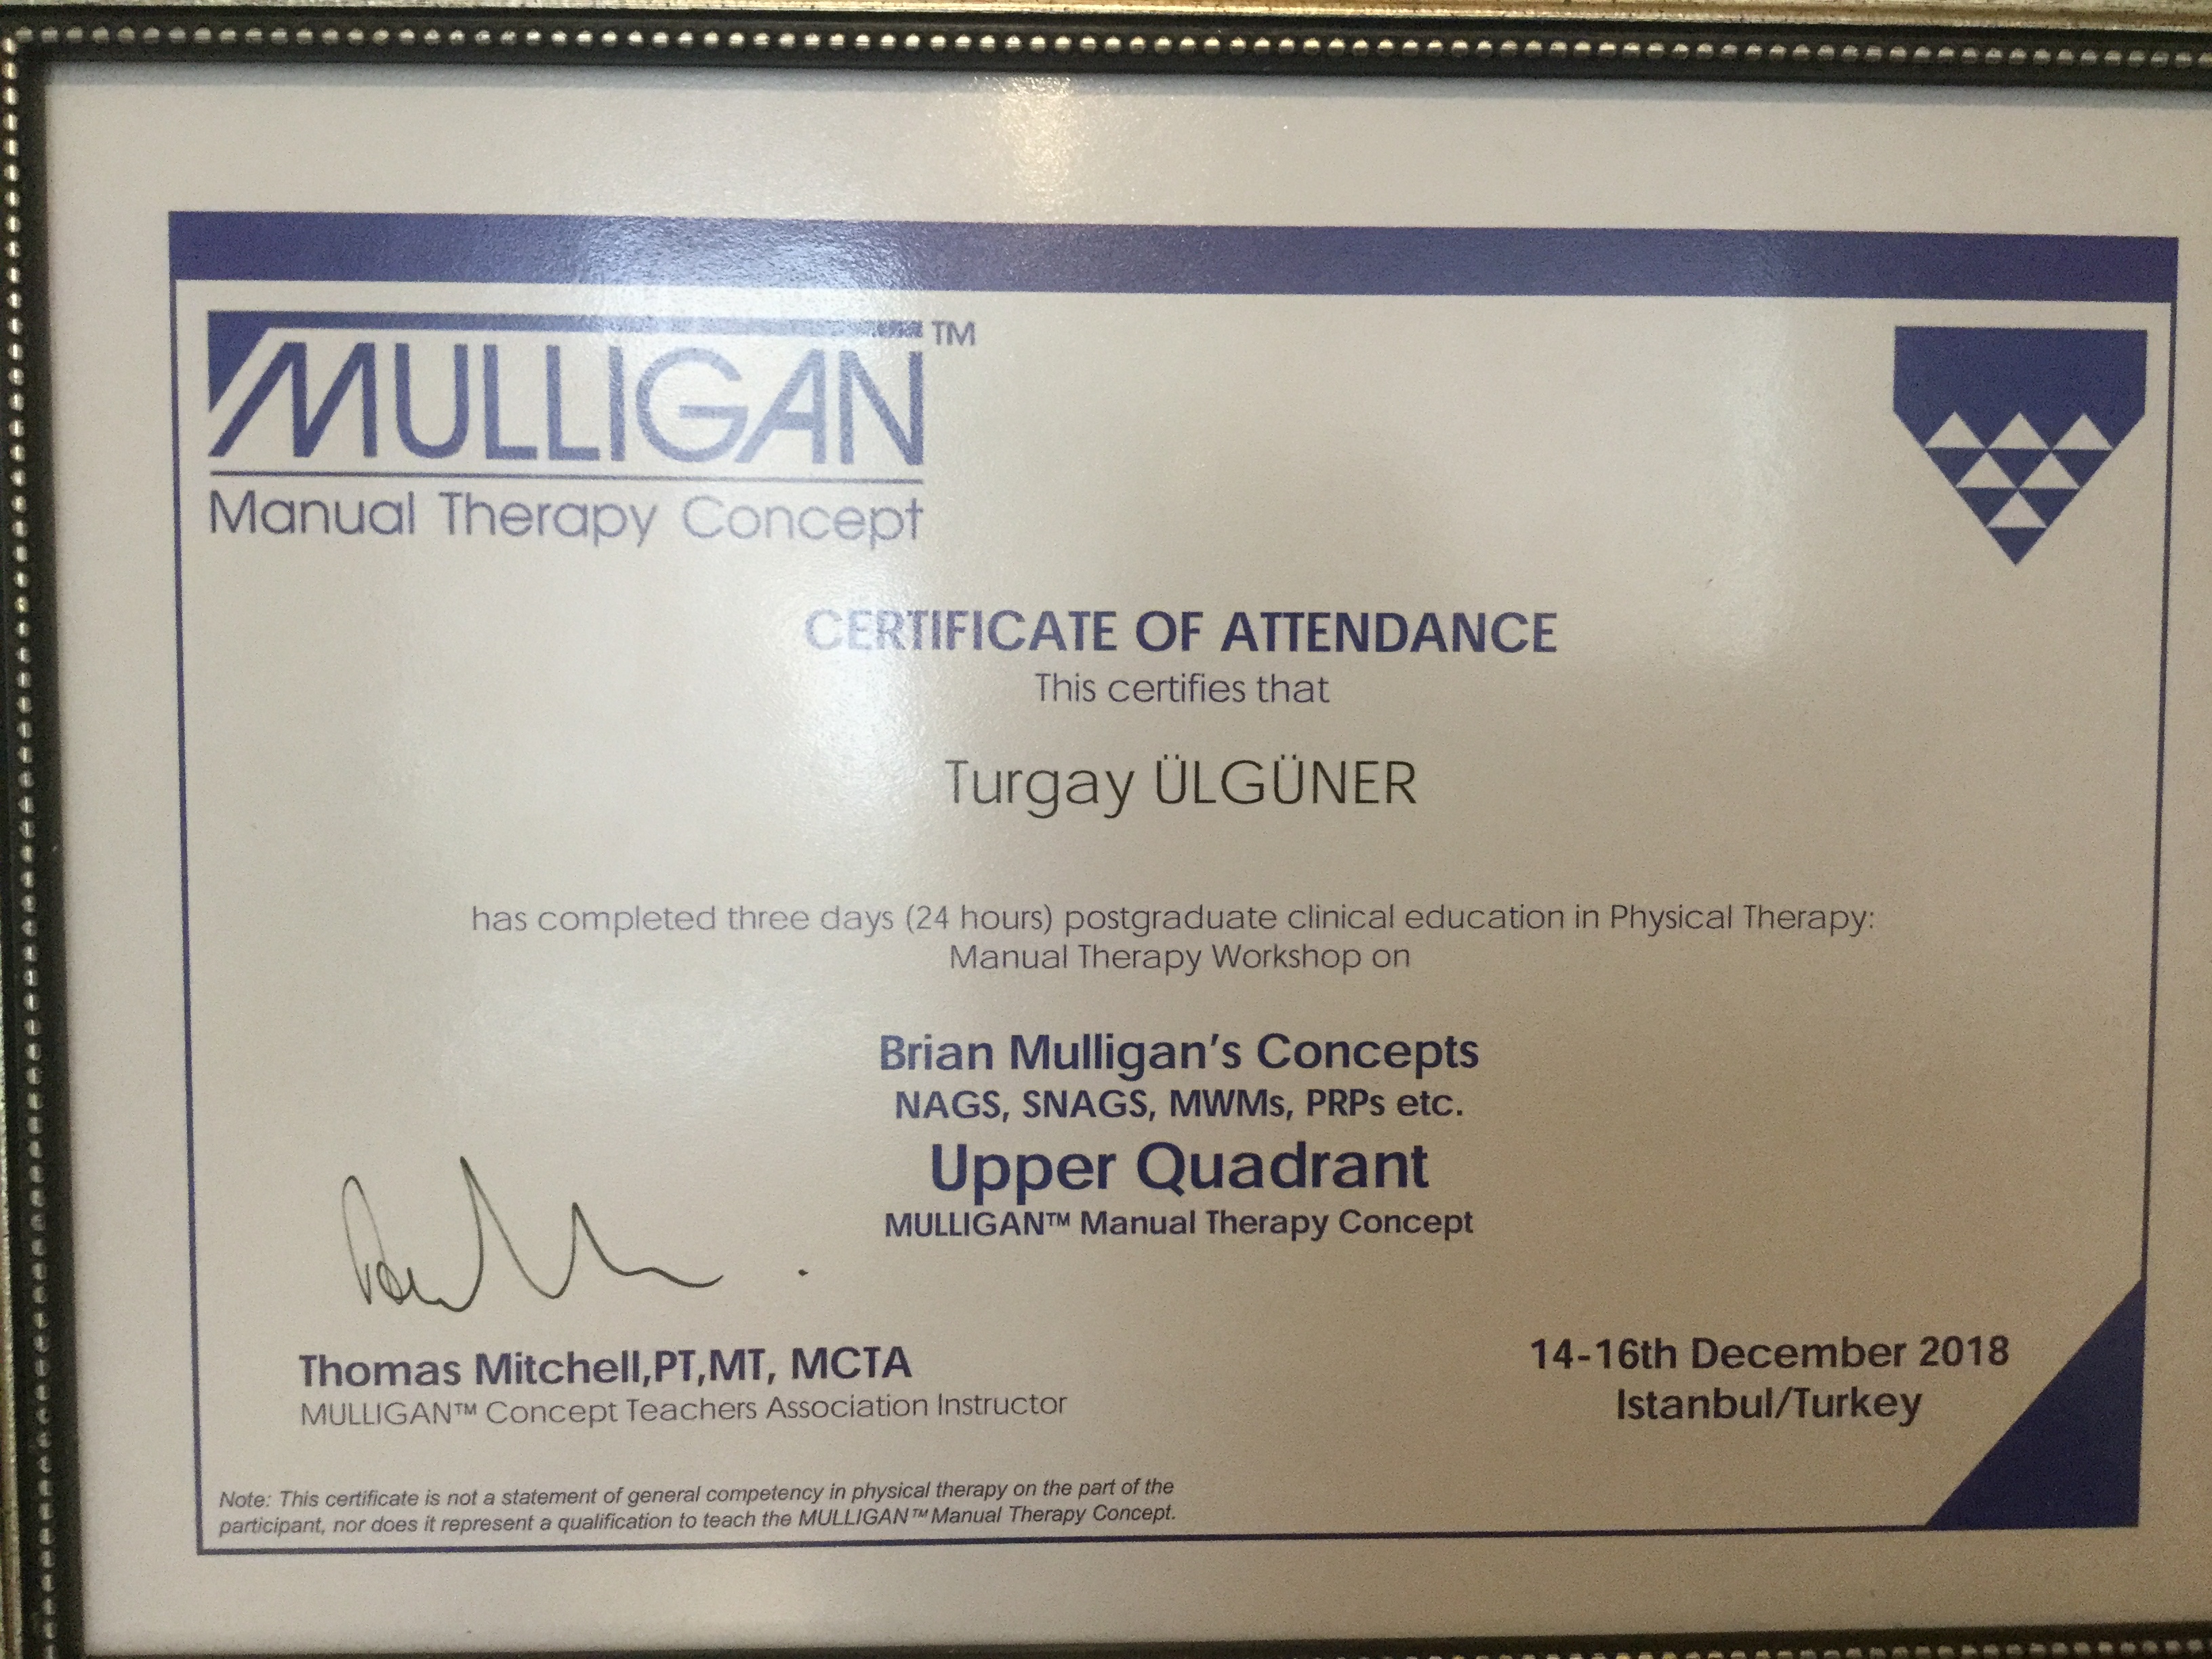 MULLIGAN™
Manual Therapy Concept
CERTIFICATE OF ATTENDANCE
This certifies that
Turgay ÜLGÜNER
has completed three days (24 hours) postgraduate clinical education in Physical Therapy:
Manual Therapy Workshop on
Brian Mulligan's Concepts
NAGS, SNAGS, MWMs, PRPs etc.
Upper Quadrant
MULLIGAN™ Manual Therapy Concept
Thomas Mitchell,PT,MT, MCTA
MULLIGAN™ Concept Teachers Association Instructor
14-16th December 2018
Istanbul/Turkey
Note: This certificate is not a statement of general competency in physical therapy on the part of the
participant, nor does it represent a qualification to teach the MULLIGAN™ Manual Therapy Concept.